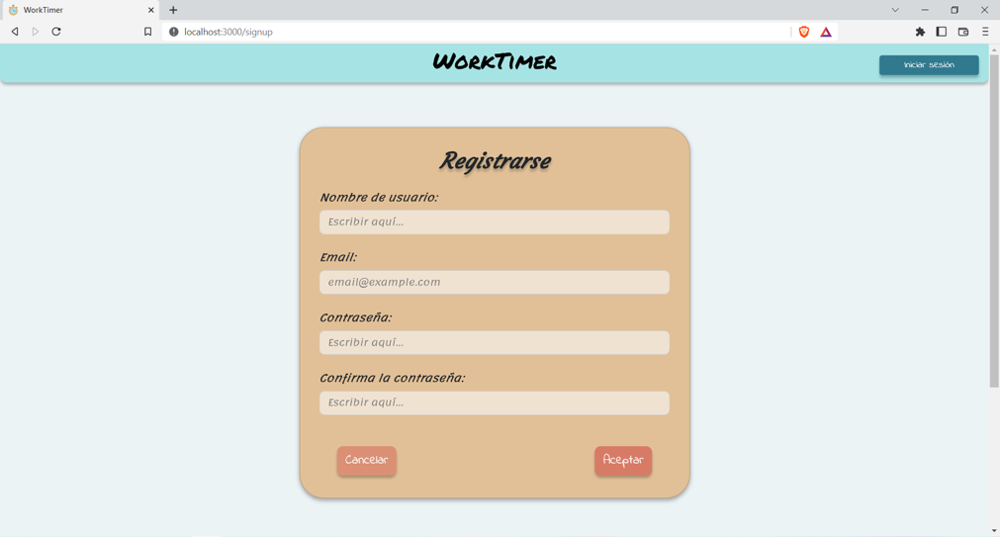 WorkTimer
localhost:3000/signup
WorkTimer
Iniciar sesión
Registrarse
Nombre de usuario:
Escribir aquí...
Email:
email@example.com
Contraseña:
Escribir aquí...
Confirma la contraseña:
Escribir aquí...
Cancelar
Aceptar